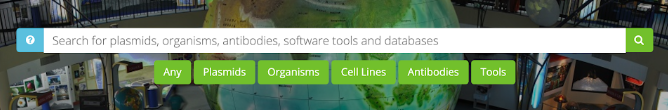 Search for plasmids, organisms, antibodies, software tools and databases
Any Plasmids Organisms Cell Lines Antibodies Tools